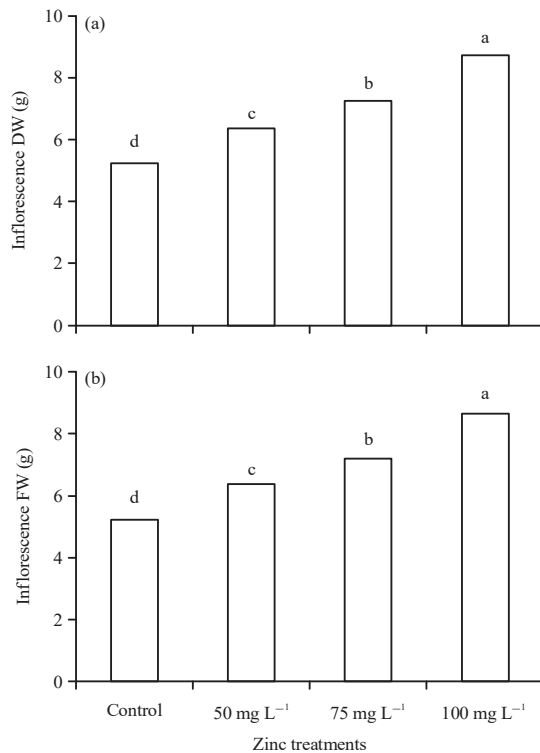 (a)
Inflorescence DW (g)
10
8
6
4
2
0
d
c
b
a
(b)
Inflorescence FW (g)
10
8
6
4
2
0
d
c
b
a
Control
50 mg L⁻¹
75 mg L⁻¹
100 mg L⁻¹
Zinc treatments